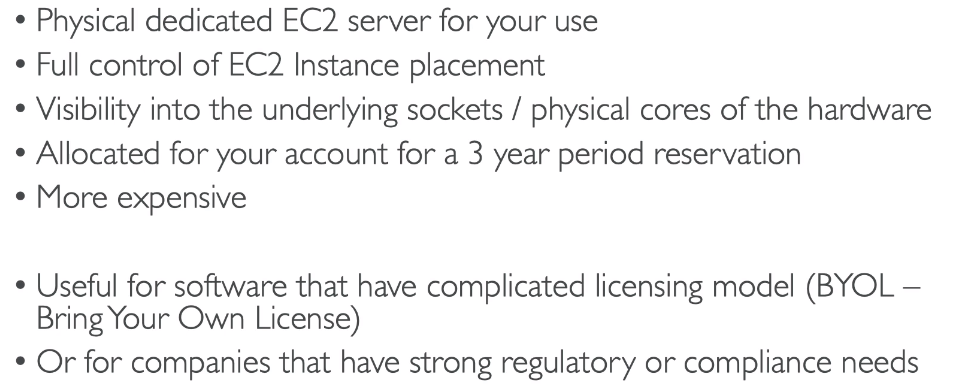 • Physical dedicated EC2 server for your use
• Full control of EC2 Instance placement
• Visibility into the underlying sockets / physical cores of the hardware
• Allocated for your account for a 3 year period reservation
• More expensive
• Useful for software that have complicated licensing model (BYOL –
Bring Your Own License)
• Or for companies that have strong regulatory or compliance needs